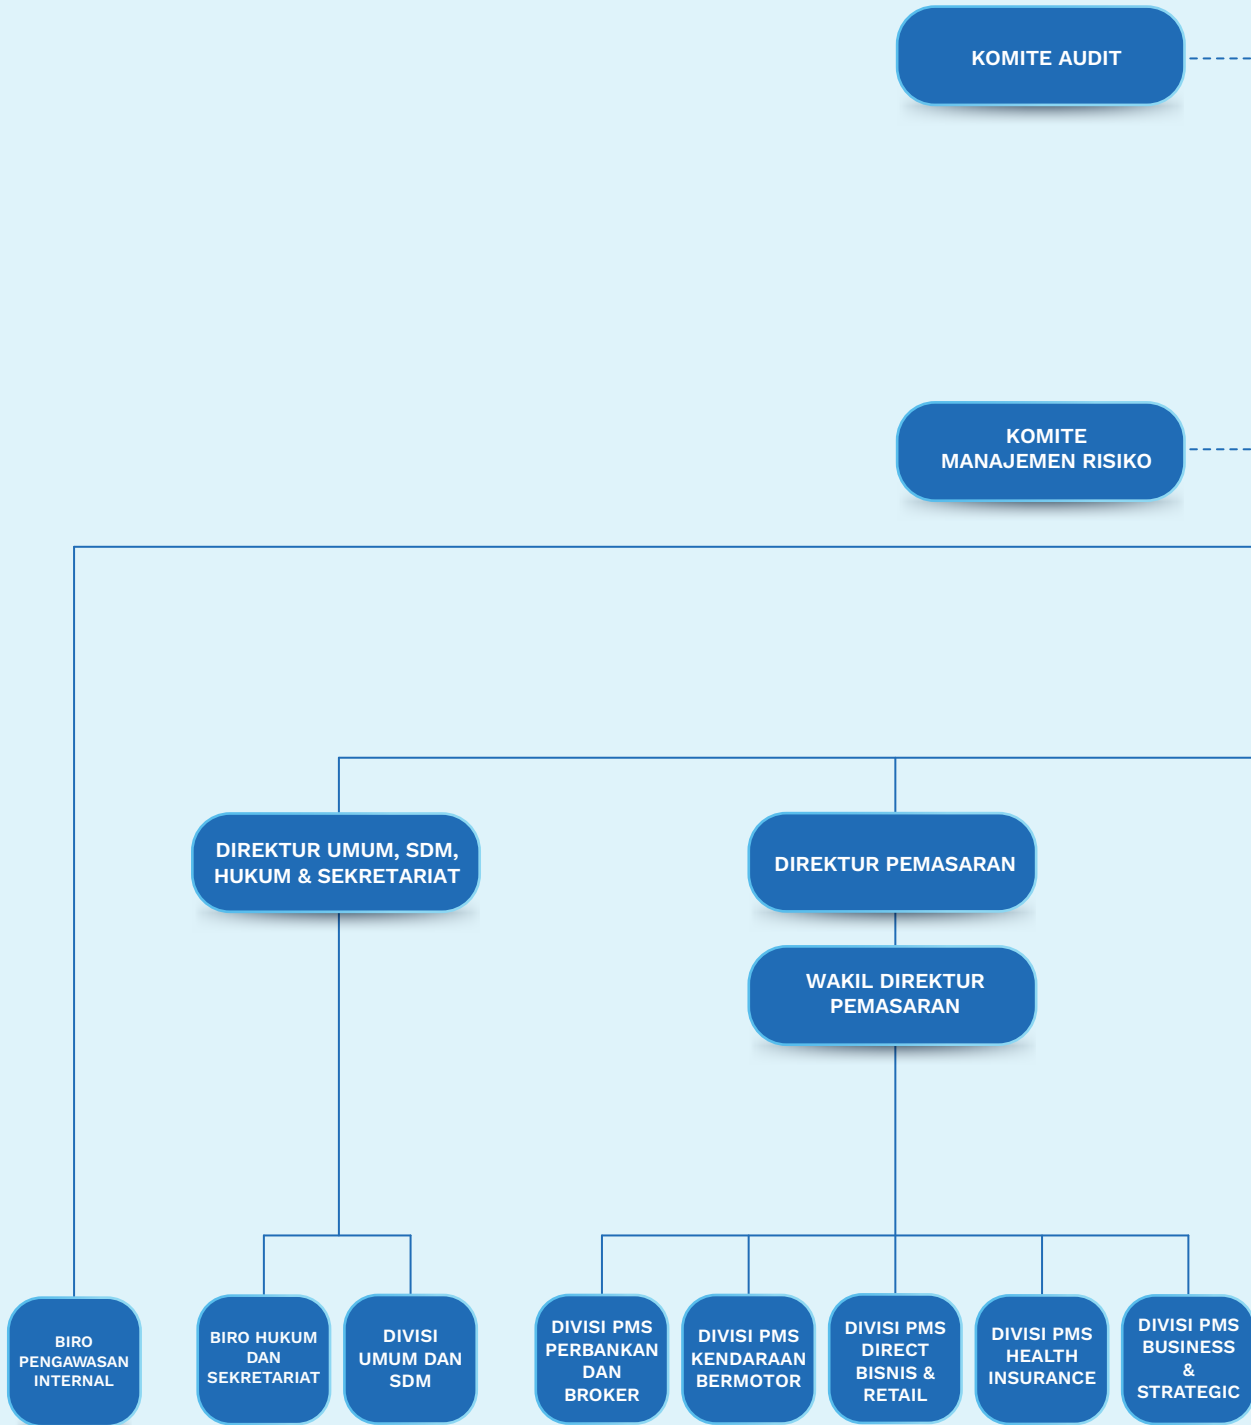 KOMITE AUDIT
KOMITE
MANAJEMEN RISIKO
DIREKTUR UMUM, SDM,
HUKUM & SEKRETARIAT
DIREKTUR PEMASARAN
WAKIL DIREKTUR
PEMASARAN
BIRO
PENGAWASAN
INTERNAL
BIRO HUKUM
DAN
SEKRETARIAT
DIVISI
UMUM DAN
SDM
DIVISI PMS
PERBANKAN
DAN
BROKER
DIVISI PMS
KENDARAAN
BERMOTOR
DIVISI PMS
DIRECT
BISNIS &
RETAIL
DIVISI PMS
HEALTH
INSURANCE
DIVISI PMS
BUSINESS
&
STRATEGIC